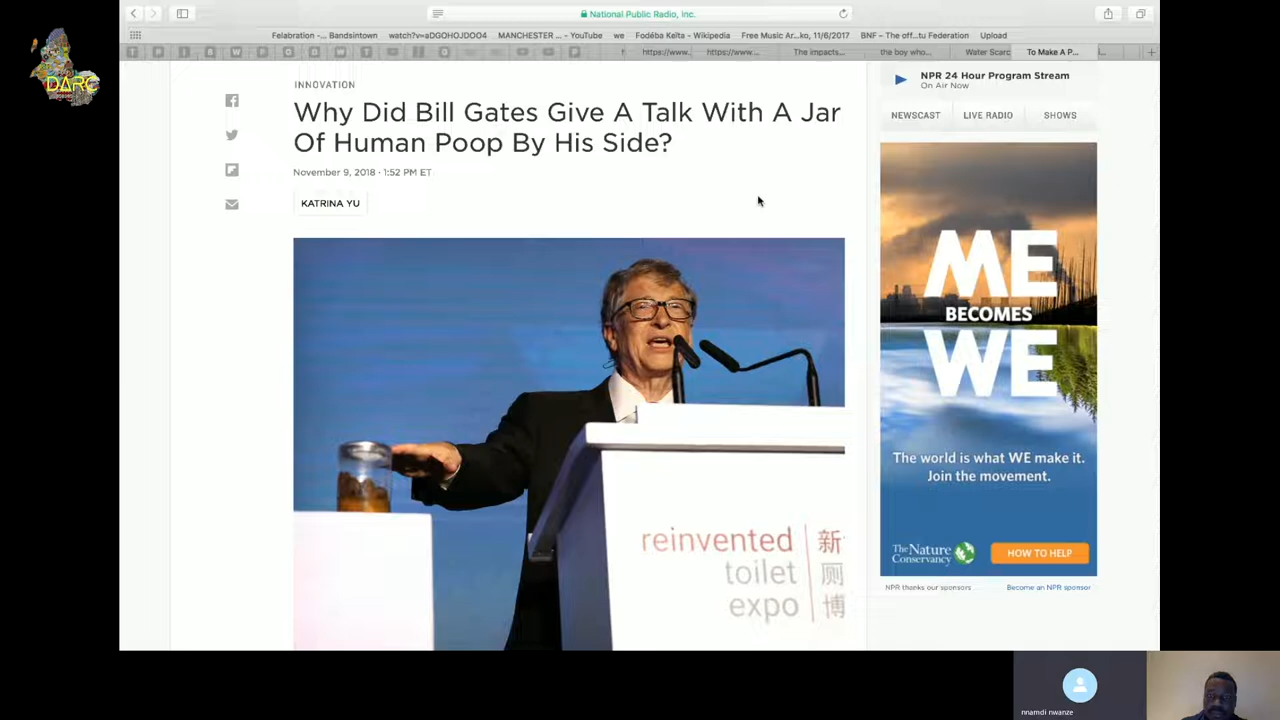 DARC
National Public Radio, Inc.
Felabration -... Bandsintown
watch?v=aDGOHOJDOO4
MANCHESTER ... - YouTube
we
Fodéba Keïta - Wikipedia
Free Music Ar...ko, 11/6/2017
BNF – The off...tu Federation
Upload
T P I B W P O W T
https://www...
https://www...
The impacts...
the boy who...
Water Scarc
To Make A P...
INNOVATION
Why Did Bill Gates Give A Talk With A Jar
Of Human Poop By His Side?
November 9, 2018 · 1:52 PM ET
KATRINA YU
reinvented 新
toilet 厕
expo 博
NPR 24 Hour Program Stream
On Air Now
NEWSCAST
LIVE RADIO
SHOWS
ME
BECOMES
WE
The world is what WE make it.
Join the movement.
The Nature
Conservancy
HOW TO HELP
NPR thanks our sponsors
Become an NPR sponsor
nnamdi nwanze